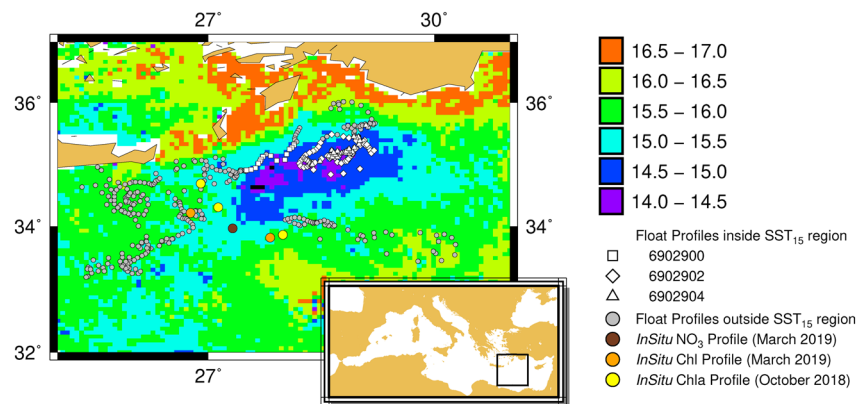 27° 30°
36° 36°
34° 34°
32°
27°
16.5 – 17.0
16.0 – 16.5
15.5 – 16.0
15.0 – 15.5
14.5 – 15.0
14.0 – 14.5
Float Profiles inside SST₁₅ region
6902900
6902902
6902904
Float Profiles outside SST₁₅ region
InSitu NO₃ Profile (March 2019)
InSitu Chl Profile (March 2019)
InSitu Chla Profile (October 2018)